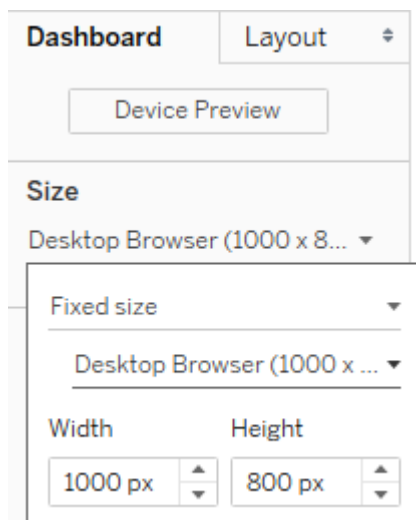 Dashboard Layout
Device Preview
Size
Desktop Browser (1000 x 8...
Fixed size
Desktop Browser (1000 x ...
Width Height
1000 px 800 px